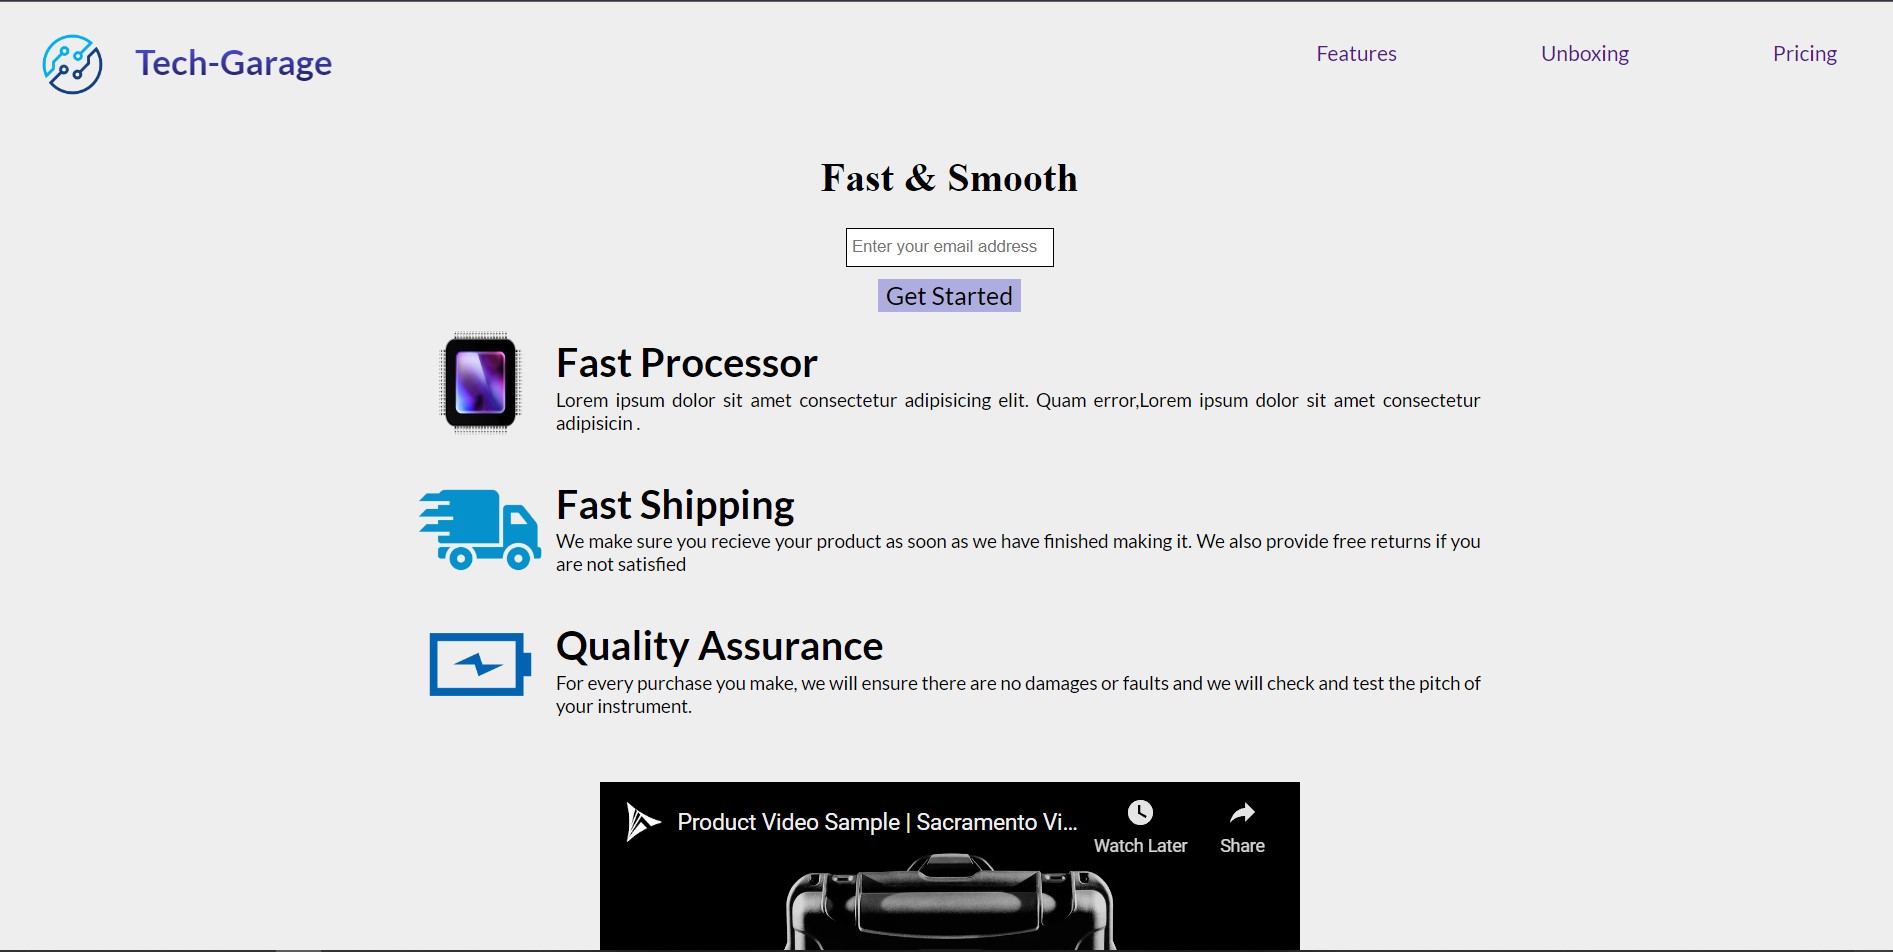 Tech-Garage
Features
Unboxing
Pricing
Fast & Smooth
Enter your email address
Get Started
Fast Processor
Lorem ipsum dolor sit amet consectetur adipisicing elit. Quam error,Lorem ipsum dolor sit amet consectetur
adipisicin .
Fast Shipping
We make sure you recieve your product as soon as we have finished making it. We also provide free returns if you
are not satisfied
Quality Assurance
For every purchase you make, we will ensure there are no damages or faults and we will check and test the pitch of
your instrument.
Product Video Sample | Sacramento Vi...
Watch Later
Share